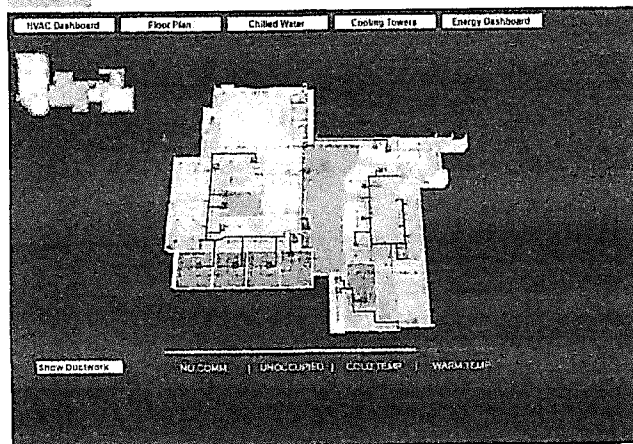 HVAC Dashboard Floor Plan Chilled Water Cooling Towers Energy Dashboard
Show Ductwork NO COMM | UNOCCUPIED | COLD TEMP | WARM TEMP